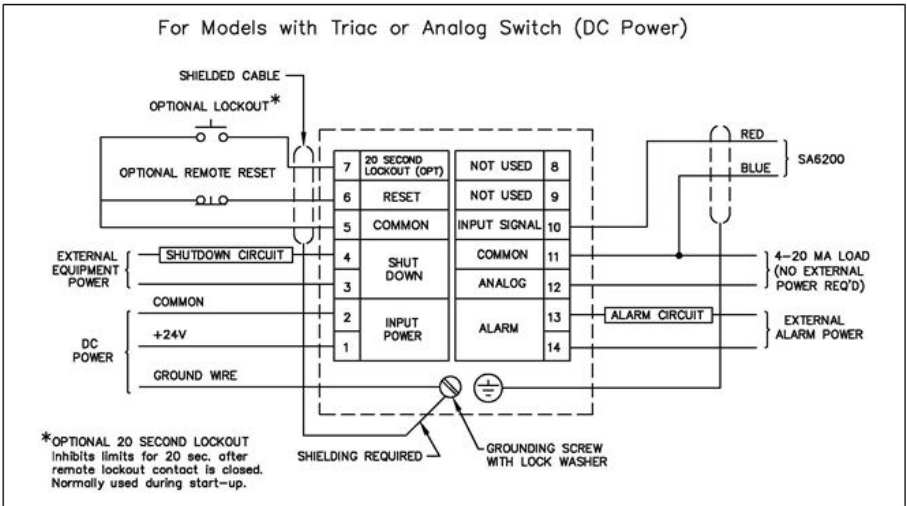 For Models with Triac or Analog Switch (DC Power)
SHIELDED CABLE
OPTIONAL LOCKOUT*
OPTIONAL REMOTE RESET
EXTERNAL
EQUIPMENT
POWER
SHUTDOWN CIRCUIT
COMMON
DC
POWER
+24V
GROUND WIRE
7 20 SECOND
LOCKOUT (OPT)
6 RESET
5 COMMON
4 SHUT
3 DOWN
2 INPUT
1 POWER
NOT USED 8
NOT USED 9
INPUT SIGNAL 10
COMMON 11
ANALOG 12
ALARM 13
14
RED
BLUE
SA6200
4-20 MA LOAD
(NO EXTERNAL
POWER REQ'D)
ALARM CIRCUIT
EXTERNAL
ALARM POWER
*OPTIONAL 20 SECOND LOCKOUT
Inhibits limits for 20 sec. after
remote lockout contact is closed.
Normally used during start-up.
SHIELDING REQUIRED
GROUNDING SCREW
WITH LOCK WASHER